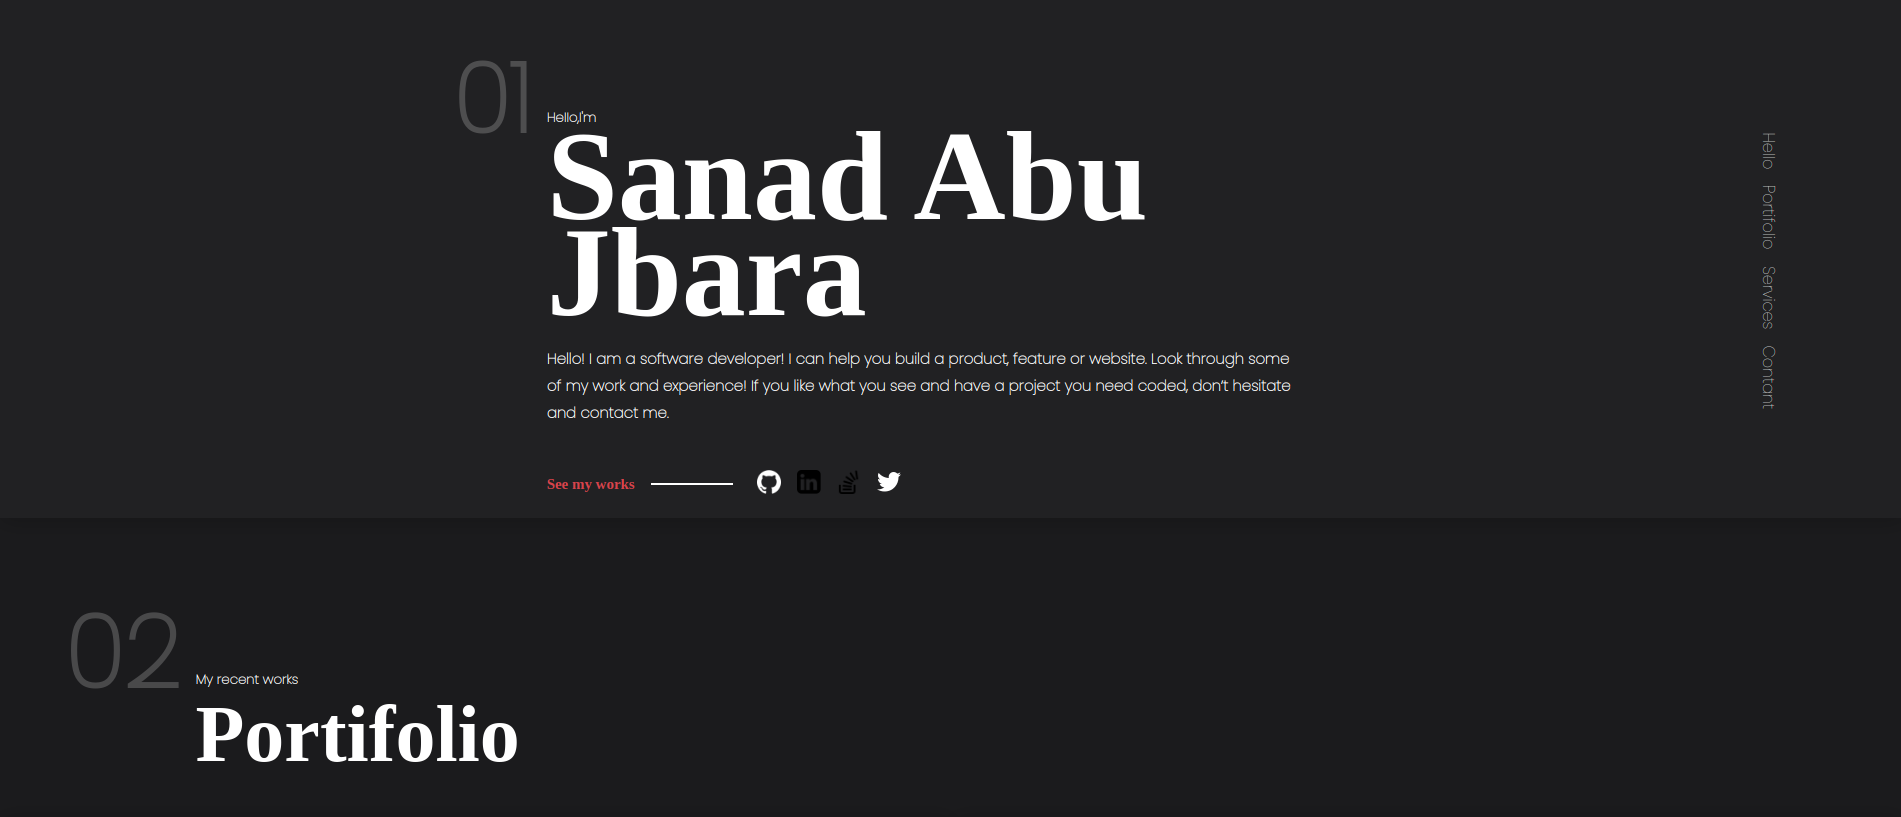 01
Hello,I'm
Sanad Abu
Jbara
Hello! I am a software developer! I can help you build a product, feature or website. Look through some
of my work and experience! If you like what you see and have a project you need coded, don't hesitate
and contact me.
See my works
in
Hello
Portifolio
Services
Contant
02
My recent works
Portifolio